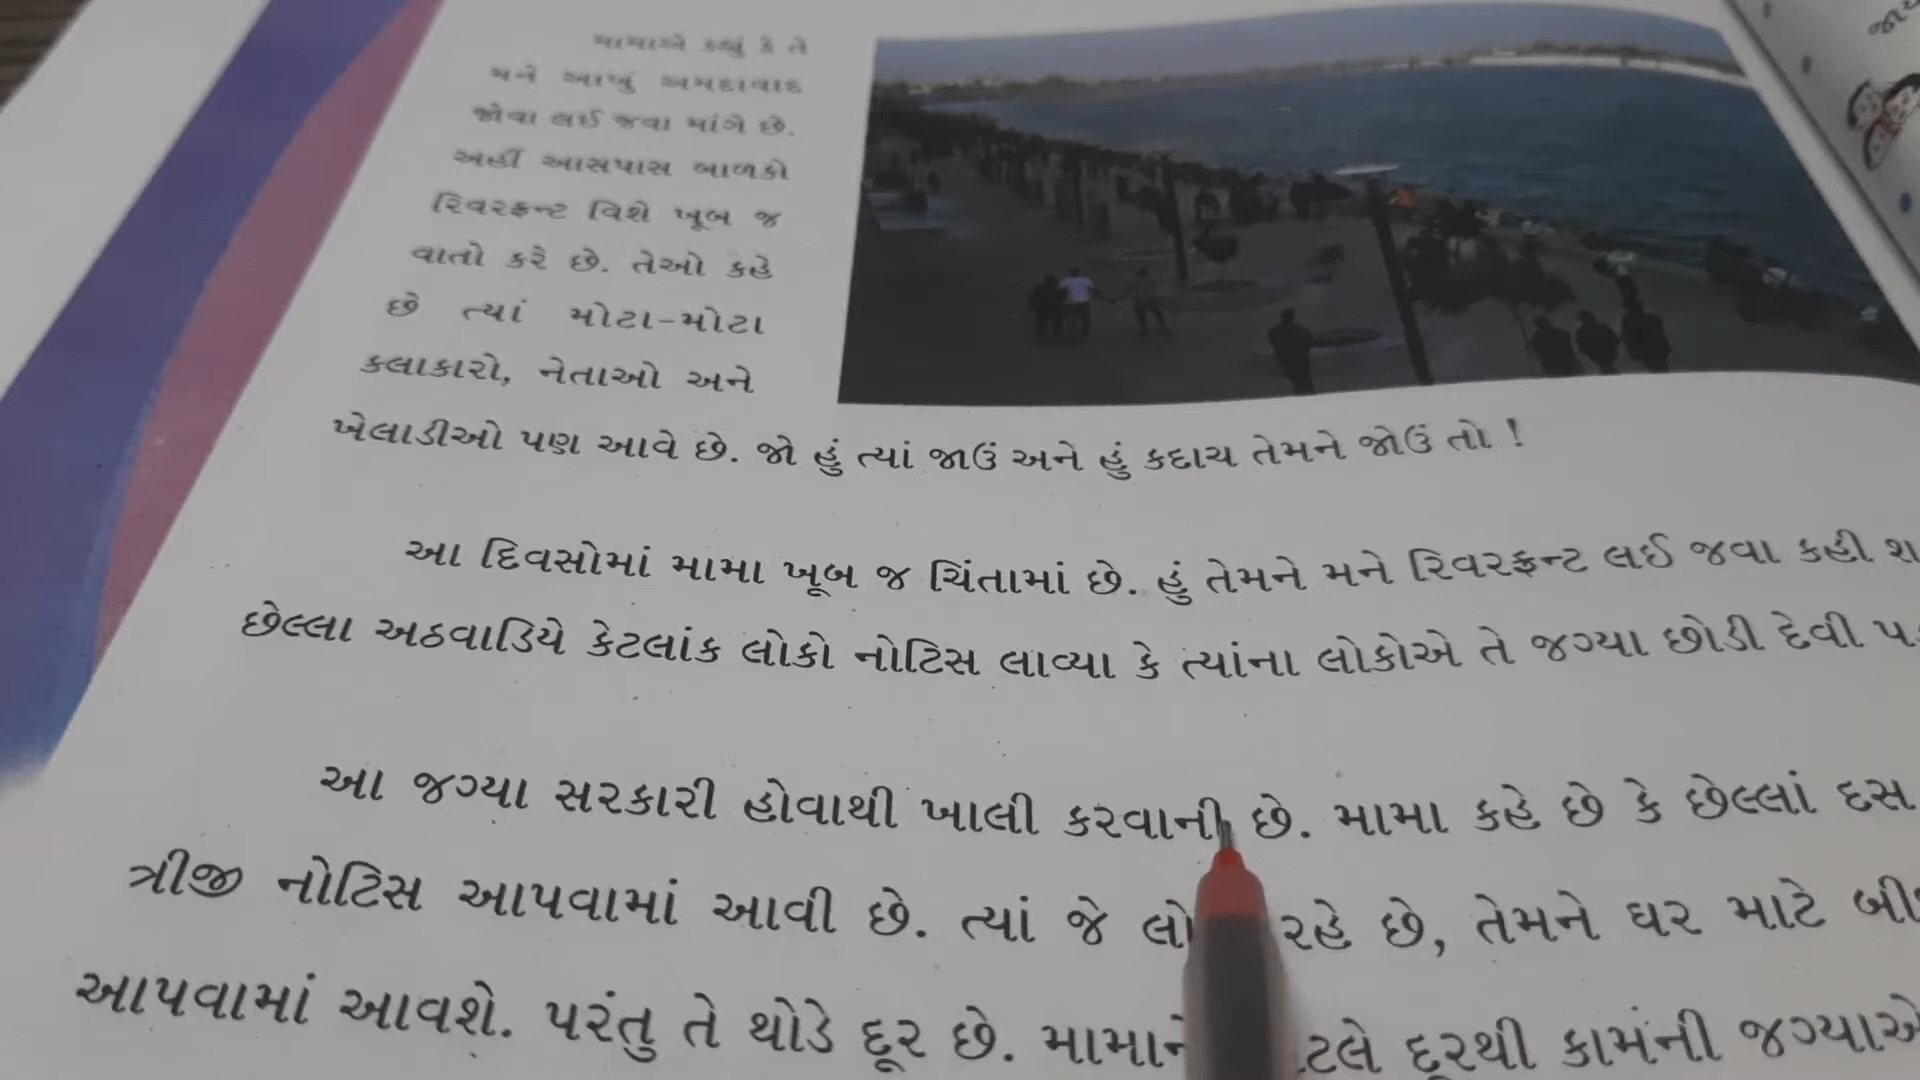 મામાએ કહ્યું કે તે
મને આખું અમદાવાદ
જોવા લઈ જવા માંગે છે.
અહીં આસપાસ બાળકો
રિવરફ્રન્ટ વિશે ખૂબ જ
વાતો કરે છે. તેઓ કહે
છે ત્યાં મોટા-મોટા
કલાકારો, નેતાઓ અને
ખેલાડીઓ પણ આવે છે. જો હું ત્યાં જાઉં અને હું કદાચ તેમને જોઉં તો !
આ દિવસોમાં મામા ખૂબ જ ચિંતામાં છે. હું તેમને મને રિવરફ્રન્ટ લઈ જવા કહી
છેલ્લા અઠવાડિયે કેટલાંક લોકો નોટિસ લાવ્યા કે ત્યાંના લોકોએ તે જગ્યા છોડી દેવી
આ જગ્યા સરકારી હોવાથી ખાલી કરવાની છે. મામા કહે છે કે છેલ્લાં દસ
ત્રીજી નોટિસ આપવામાં આવી છે. ત્યાં જે રહે છે, તેમને ઘર માટે
આપવામાં આવશે. પરંતુ તે થોડે દૂર છે. દૂરથી કામની જગ્યાએ